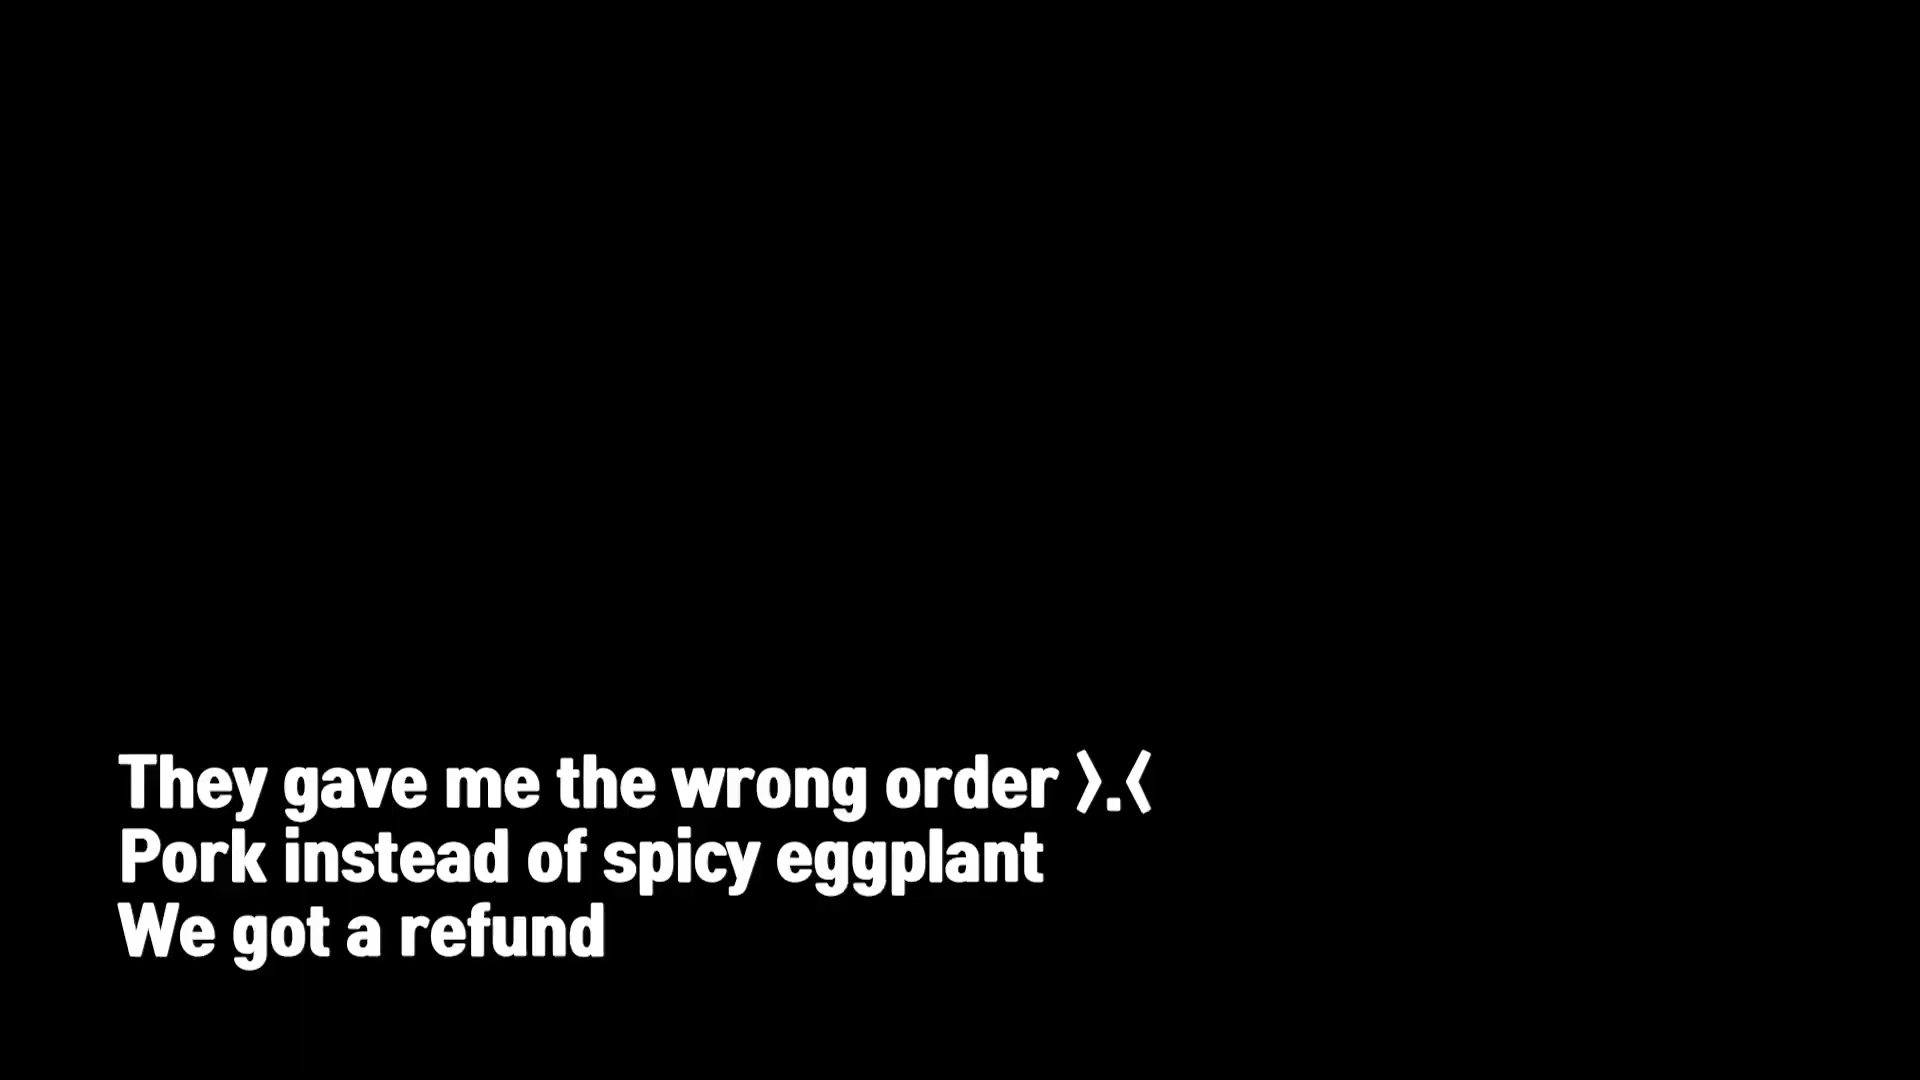 They gave me the wrong order >.<
Pork instead of spicy eggplant
We got a refund